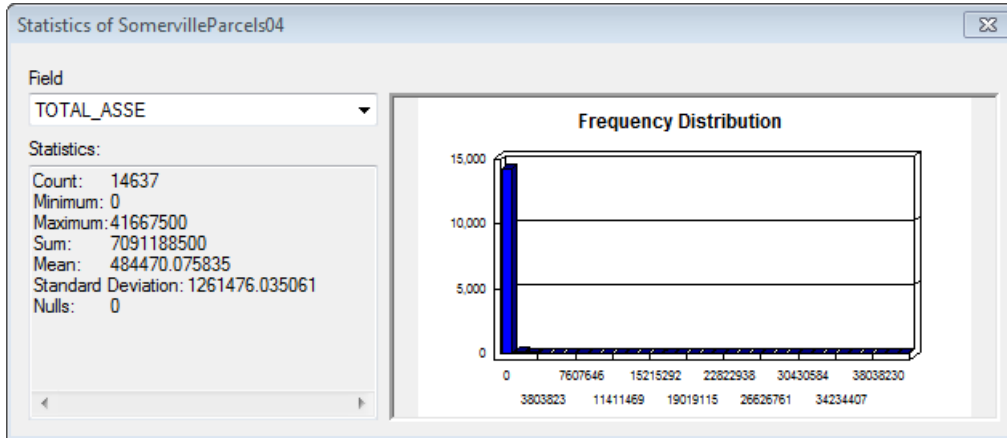 Statistics of SomervilleParcels04
Field
TOTAL_ASSE
Statistics:
Count: 14637
Minimum: 0
Maximum: 41667500
Sum: 7091188500
Mean: 484470.075835
Standard Deviation: 1261476.035061
Nulls: 0
Frequency Distribution
15,000
10,000
5,000
0
0 7607646 15215292 22822938 30430584 38038230
3803823 11411469 19019115 26626761 34234407